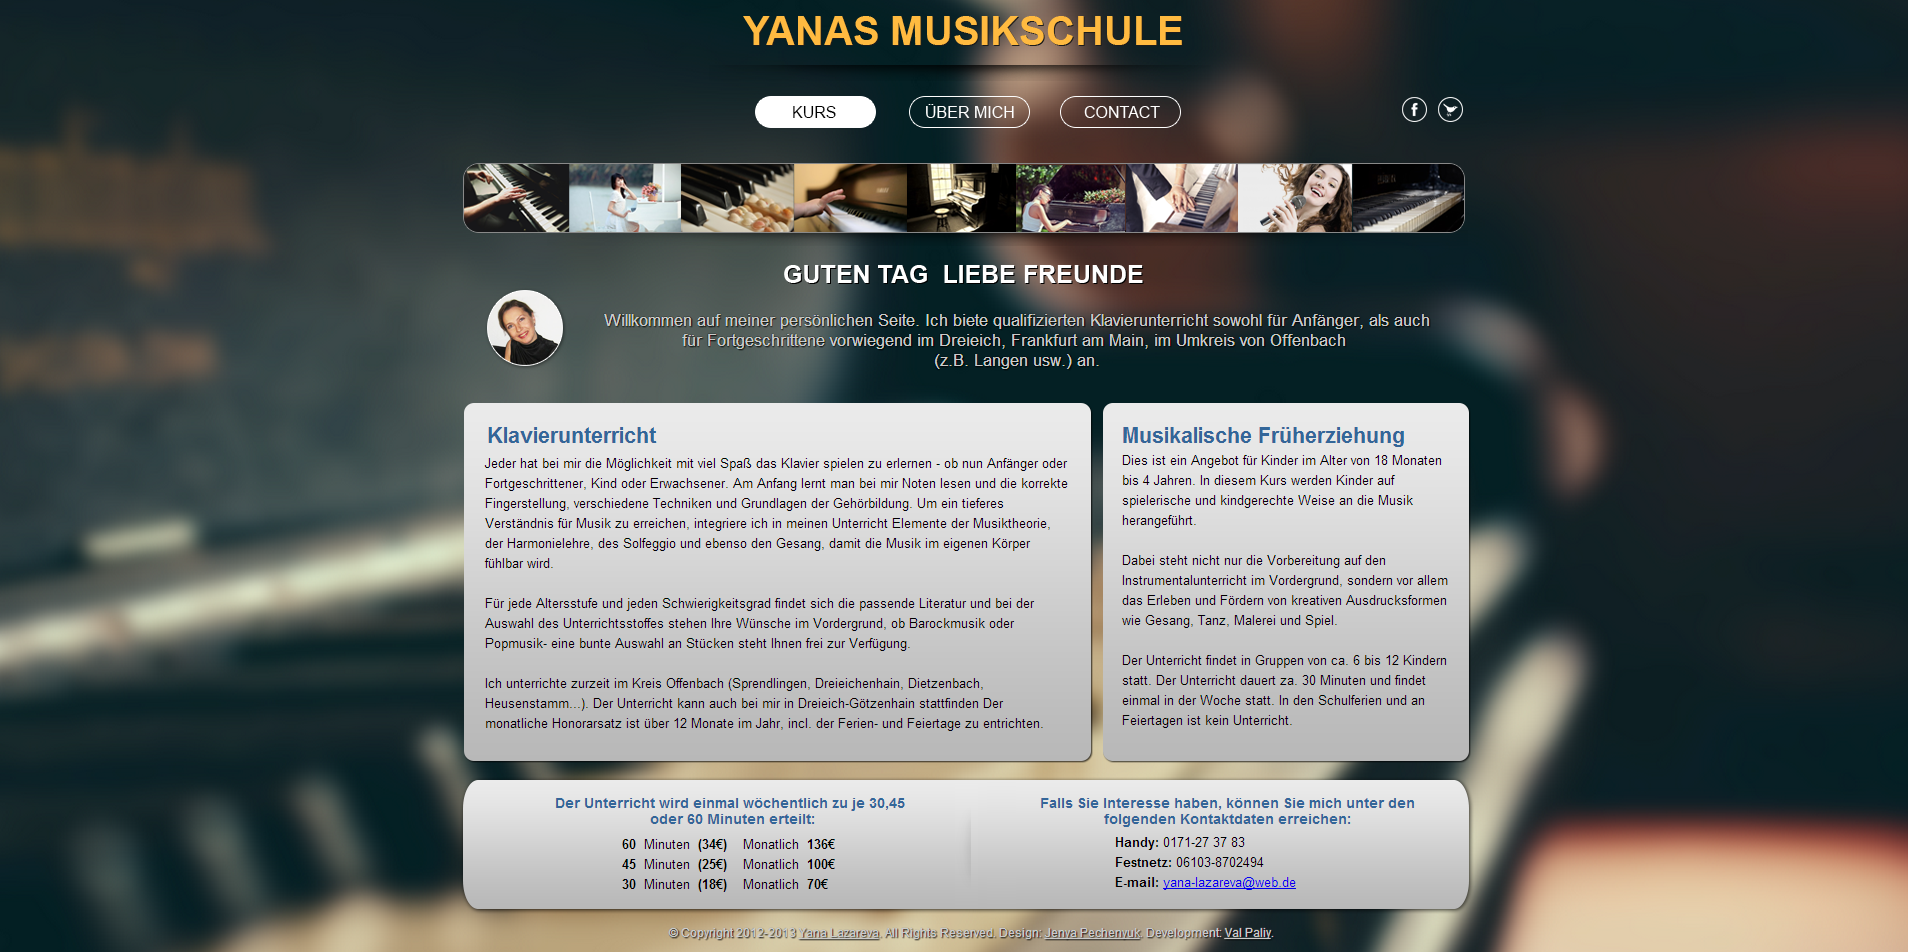 YANAS MUSIKSCHULE
KURS
ÜBER MICH
CONTACT
GUTEN TAG  LIEBE FREUNDE
Willkommen auf meiner persönlichen Seite. Ich biete qualifizierten Klavierunterricht sowohl für Anfänger, als auch
für Fortgeschrittene vorwiegend im Dreieich, Frankfurt am Main, im Umkreis von Offenbach
(z.B. Langen usw.) an.
Klavierunterricht
Jeder hat bei mir die Möglichkeit mit viel Spaß das Klavier spielen zu erlernen - ob nun Anfänger oder
Fortgeschrittener, Kind oder Erwachsener. Am Anfang lernt man bei mir Noten lesen und die korrekte
Fingerstellung, verschiedene Techniken und Grundlagen der Gehörbildung. Um ein tieferes
Verständnis für Musik zu erreichen, integriere ich in meinen Unterricht Elemente der Musiktheorie,
der Harmonielehre, des Solfeggio und ebenso den Gesang, damit die Musik im eigenen Körper
fühlbar wird.
Für jede Altersstufe und jeden Schwierigkeitsgrad findet sich die passende Literatur und bei der
Auswahl des Unterrichtsstoffes stehen Ihre Wünsche im Vordergrund, ob Barockmusik oder
Popmusik- eine bunte Auswahl an Stücken steht Ihnen frei zur Verfügung.
Ich unterrichte zurzeit im Kreis Offenbach (Sprendlingen, Dreieichenhain, Dietzenbach,
Heusenstamm...). Der Unterricht kann auch bei mir in Dreieich-Götzenhain stattfinden Der
monatliche Honorarsatz ist über 12 Monate im Jahr, incl. der Ferien- und Feiertage zu entrichten.
Musikalische Früherziehung
Dies ist ein Angebot für Kinder im Alter von 18 Monaten
bis 4 Jahren. In diesem Kurs werden Kinder auf
spielerische und kindgerechte Weise an die Musik
herangeführt.
Dabei steht nicht nur die Vorbereitung auf den
Instrumentalunterricht im Vordergrund, sondern vor allem
das Erleben und Fördern von kreativen Ausdrucksformen
wie Gesang, Tanz, Malerei und Spiel.
Der Unterricht findet in Gruppen von ca. 6 bis 12 Kindern
statt. Der Unterricht dauert za. 30 Minuten und findet
einmal in der Woche statt. In den Schulferien und an
Feiertagen ist kein Unterricht.
Der Unterricht wird einmal wöchentlich zu je 30,45
oder 60 Minuten erteilt:
60 Minuten (34€) Monatlich 136€
45 Minuten (25€) Monatlich 100€
30 Minuten (18€) Monatlich 70€
Falls Sie Interesse haben, können Sie mich unter den
folgenden Kontaktdaten erreichen:
Handy: 0171-27 37 83
Festnetz: 06103-8702494
E-mail: yana-lazareva@web.de
© Copyright 2012-2013 Yana Lazareva. All Rights Reserved. Design: Jenya Pechenyuk. Development: Val Paliv.